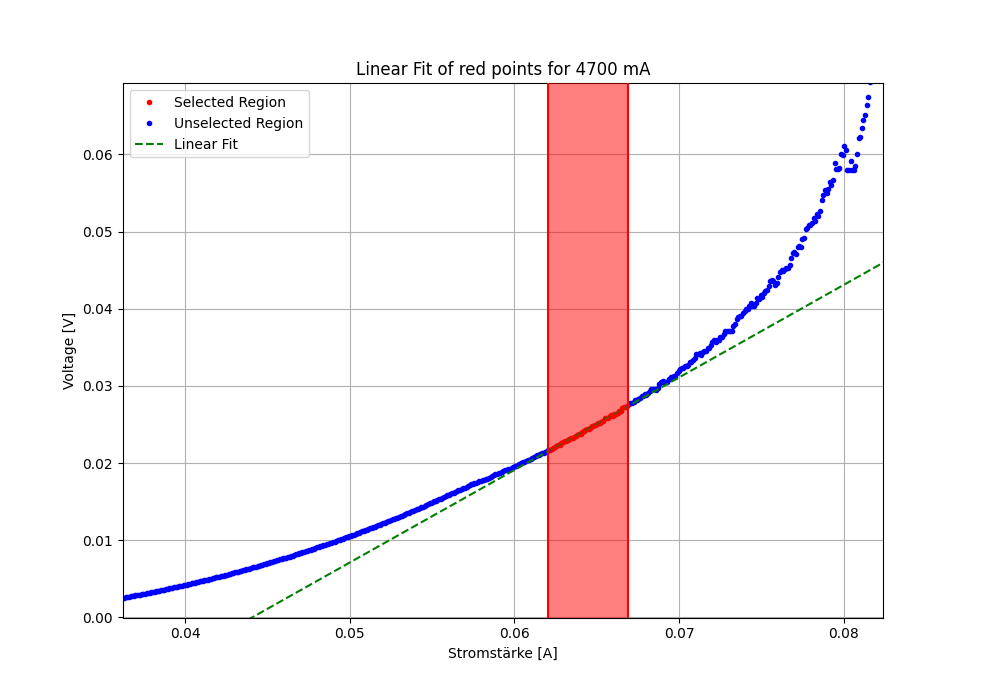 Linear Fit of red points for 4700 mA
Selected Region
Unselected Region
Linear Fit
0.06
0.05
0.04
0.03
0.02
0.01
0.00
Voltage [V]
0.04 0.05 0.06 0.07 0.08
Stromstärke [A]